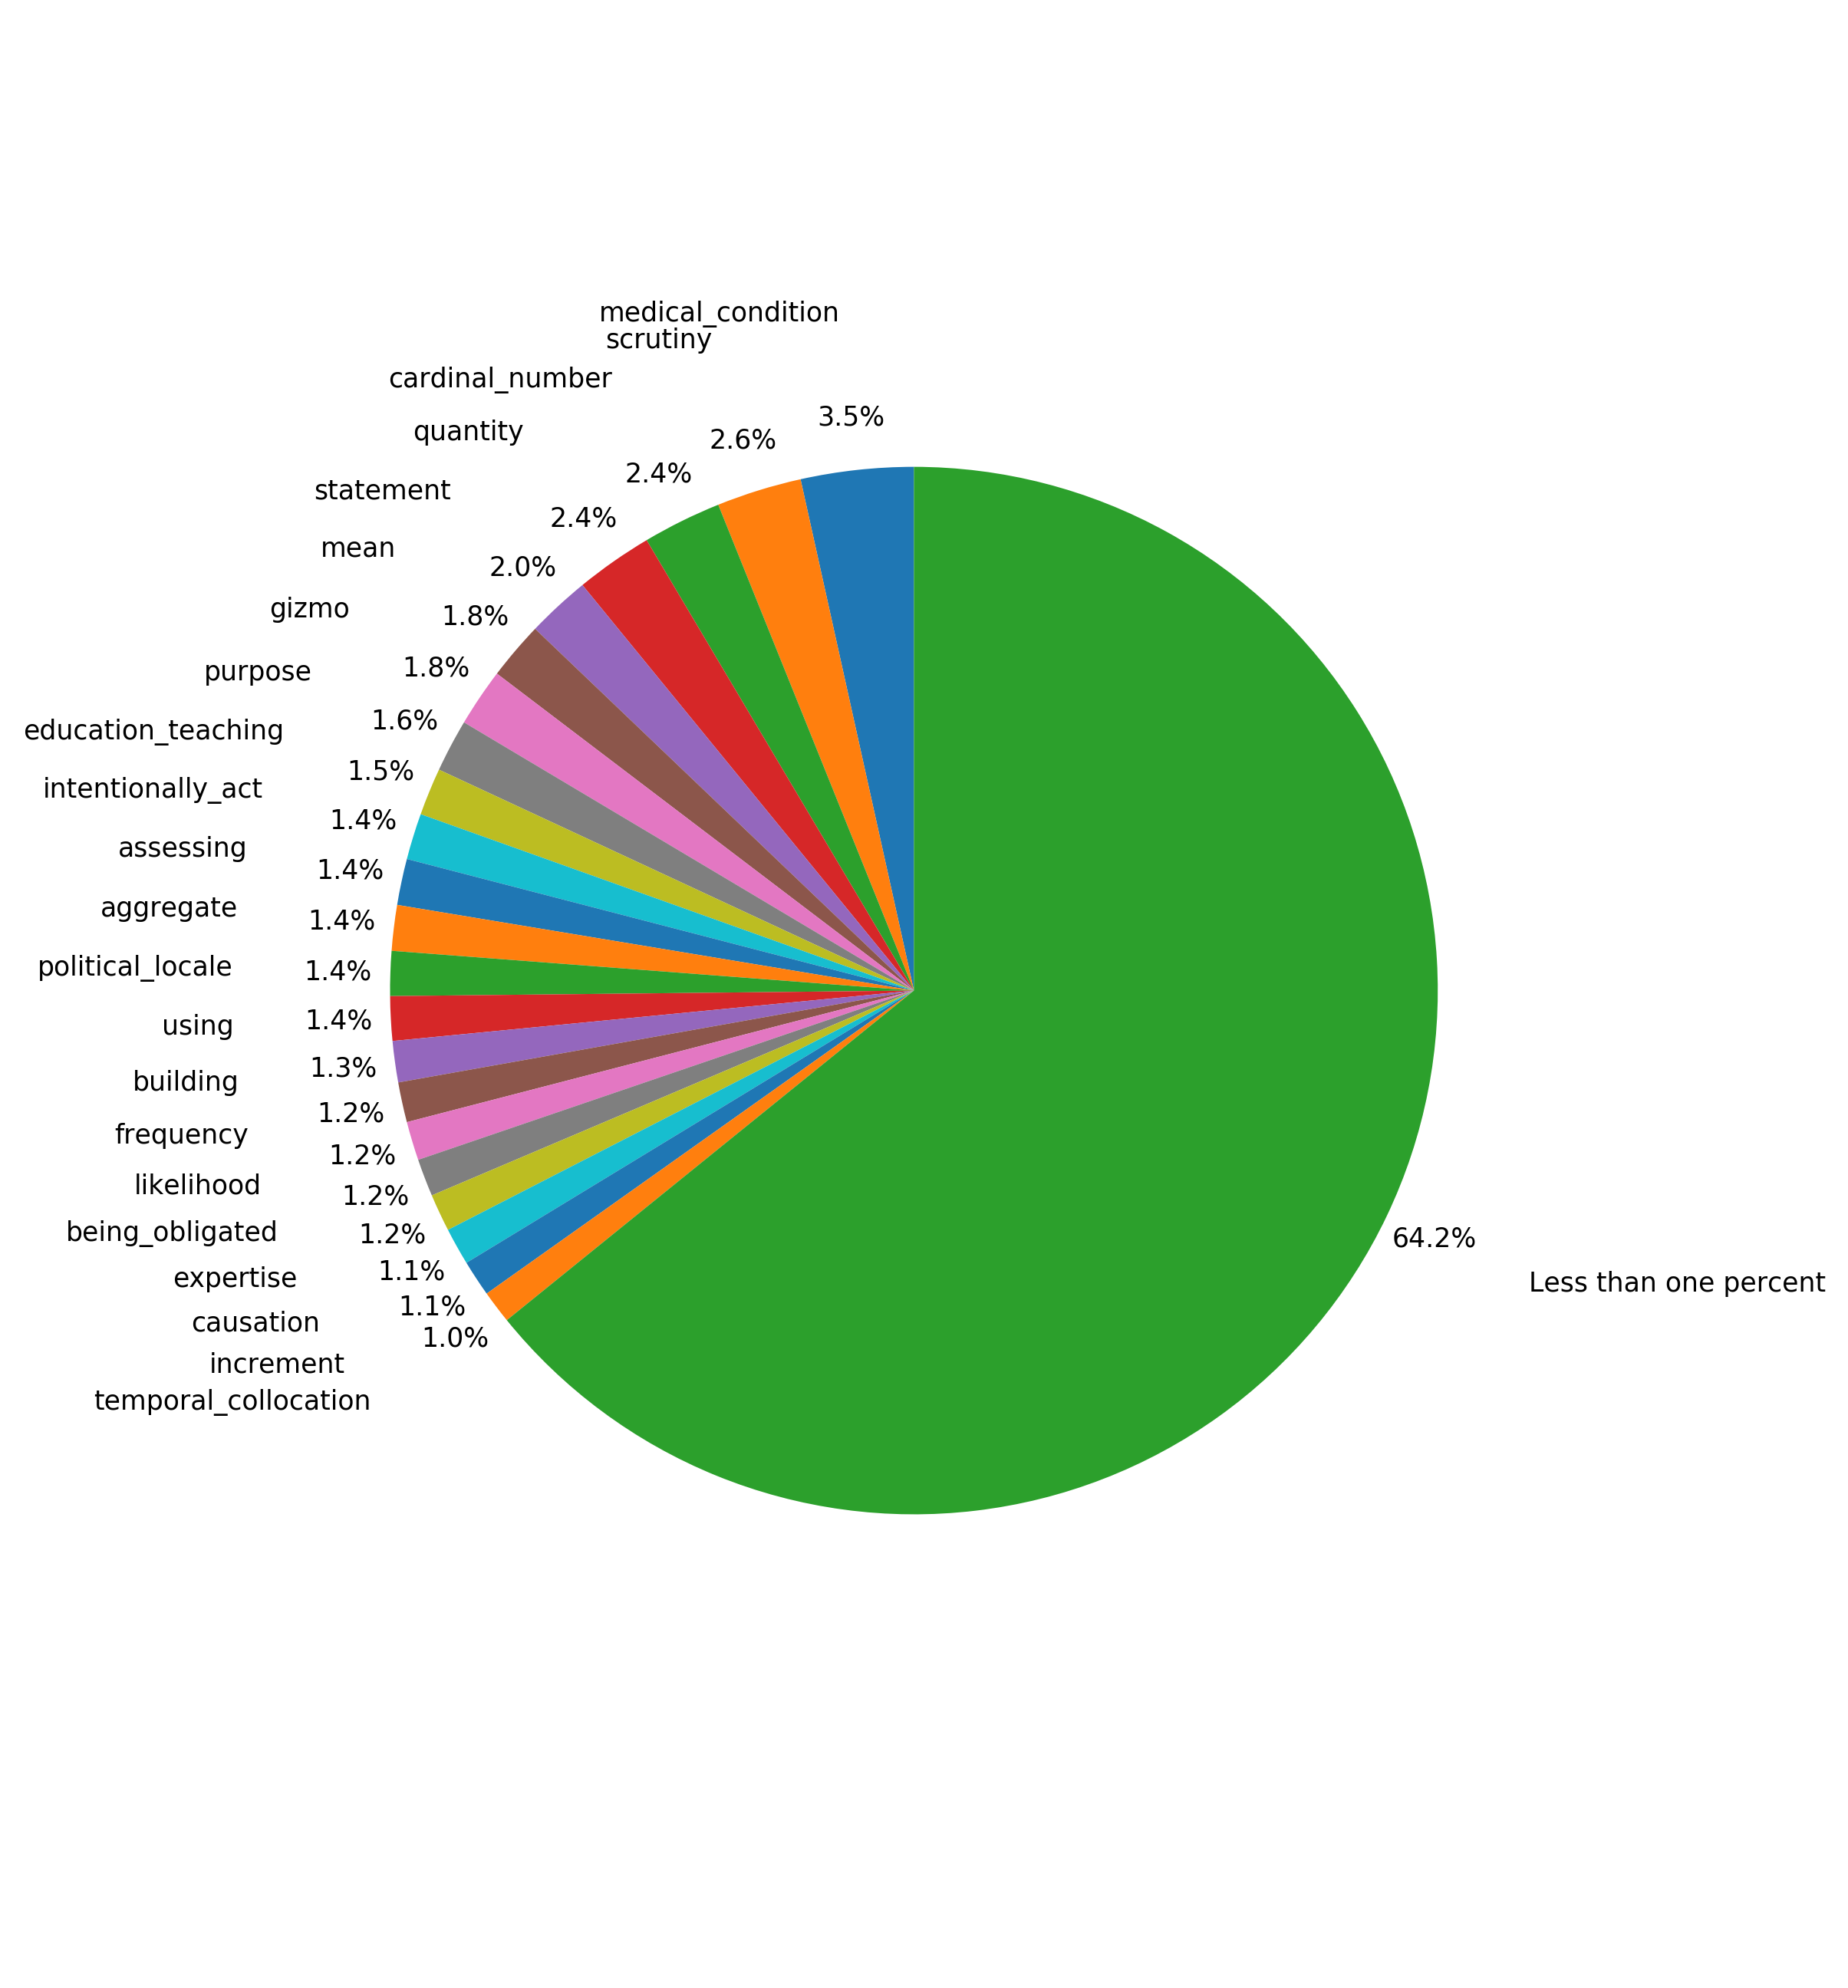 medical_condition
scrutiny
cardinal_number
quantity
statement
mean
gizmo
purpose
education_teaching
intentionally_act
assessing
aggregate
political_locale
using
building
frequency
likelihood
being_obligated
expertise
causation
increment
temporal_collocation
Less than one percent
3.5%
2.6%
2.4%
2.4%
2.0%
1.8%
1.8%
1.6%
1.5%
1.4%
1.4%
1.4%
1.4%
1.4%
1.3%
1.2%
1.2%
1.2%
1.2%
1.1%
1.1%
1.0%
64.2%